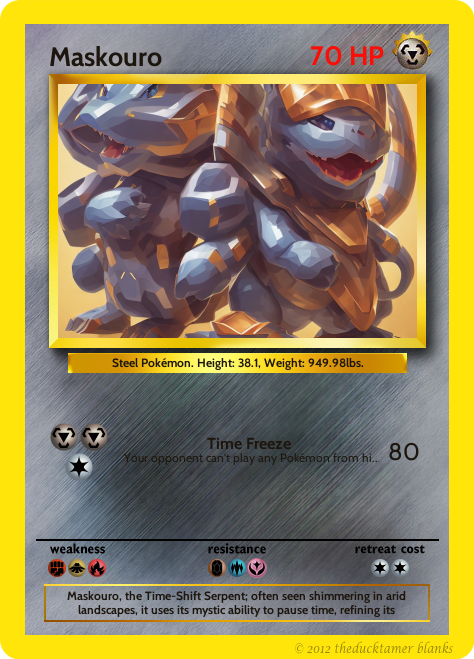 Maskouro 70 HP
Steel Pokémon. Height: 38.1, Weight: 949.98lbs.
Time Freeze
Your opponent can't play any Pokémon from hi... 80
weakness resistance retreat cost
Maskouro, the Time-Shift Serpent; often seen shimmering in arid
landscapes, it uses its mystic ability to pause time, refining its
© 2012 theducktamer blanks